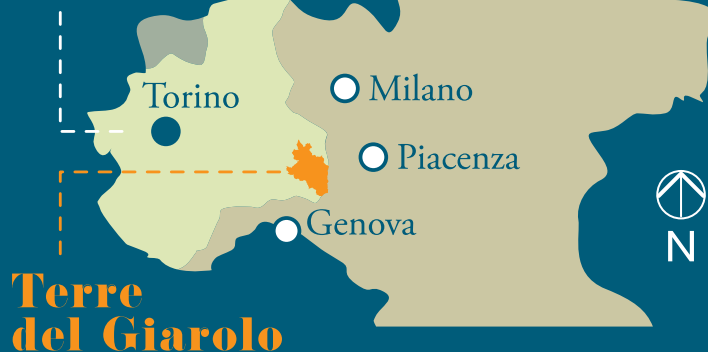 Torino
Milano
Piacenza
Genova
N
Terre
del Giarolo